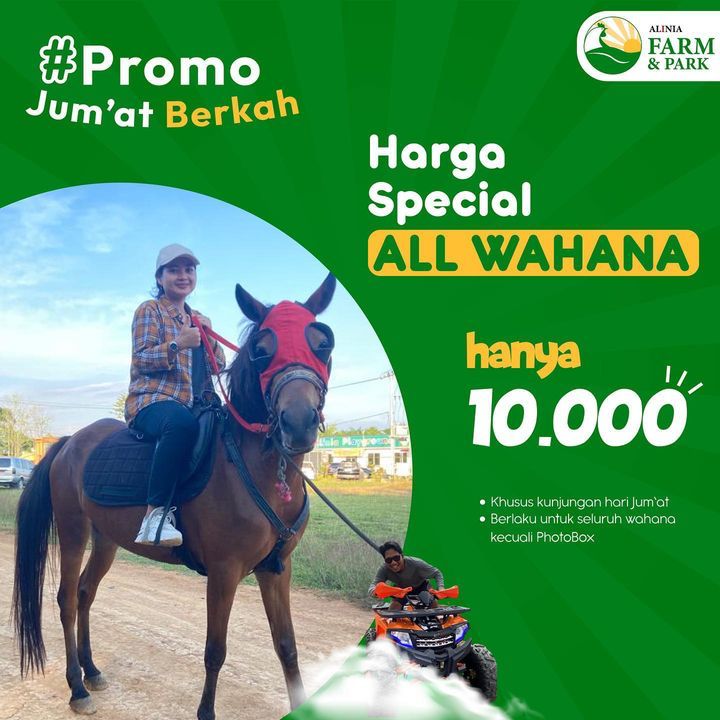 #Promo
Jum'at Berkah
ALINIA
FARM
& PARK
Harga
Special
ALL WAHANA
hanya
10.000
• Khusus kunjungan hari Jum'at
• Berlaku untuk seluruh wahana
kecuali PhotoBox